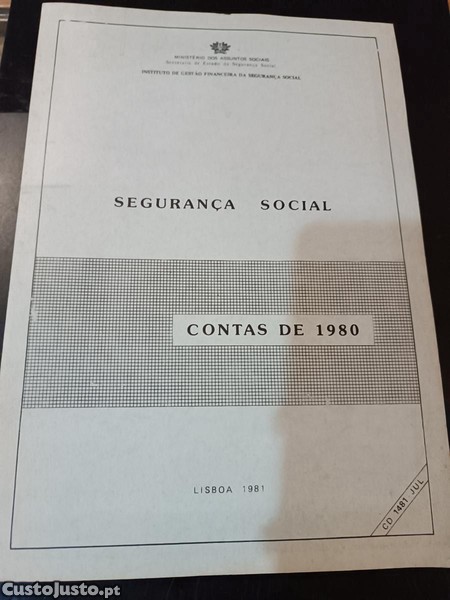 MINISTÉRIO DOS ASSUNTOS SOCIAIS
Secretaria de Estado da Segurança Social
INSTITUTO DE GESTÃO FINANCEIRA DA SEGURANÇA SOCIAL
SEGURANÇA SOCIAL
CONTAS DE 1980
LISBOA 1981
CD 1481 JUL
CustoJusto.pt